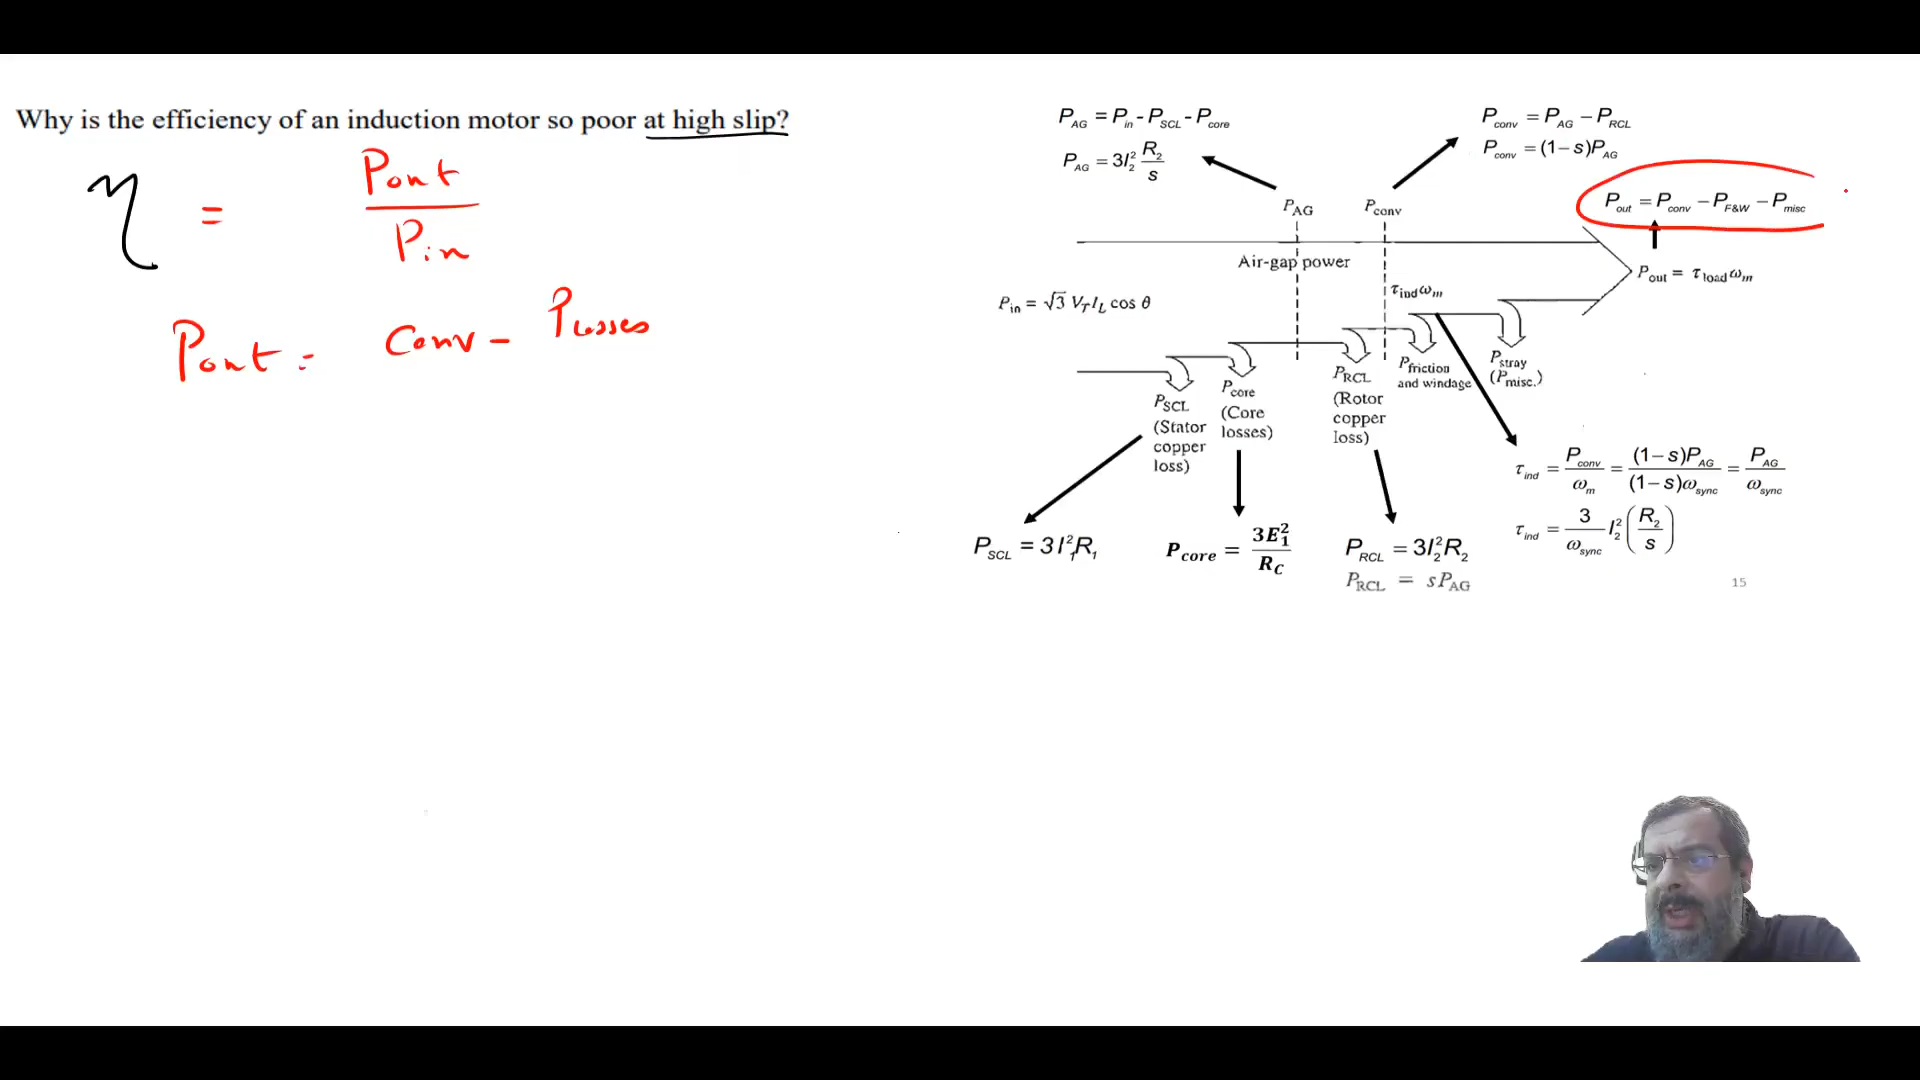 Why is the efficiency of an induction motor so poor at high slip?
η = Pout / Pin
Pout = Conv - Plosses
P_AG = P_in - P_SCL - P_core
P_AG = 3I_2^2 R_2/s
P_conv = P_AG − P_RCL
P_conv = (1−s)P_AG
P_out = P_conv − P_F&W − P_misc
P_AG
P_conv
Air-gap power
P_out = τ_load ω_m
P_in = √3 V_T I_L cos θ
τ_ind ω_m
P_SCL
(Stator
copper
loss)
P_core
(Core
losses)
P_RCL
(Rotor
copper
loss)
P_friction
and windage
P_stray
(P_misc.)
τ_ind = P_conv/ω_m = (1−s)P_AG/(1−s)ω_sync = P_AG/ω_sync
τ_ind = 3/ω_sync I_2^2 (R_2/s)
P_SCL = 3I_1^2 R_1
P_core = 3E_1^2/R_C
P_RCL = 3I_2^2 R_2
P_RCL = sP_AG
15